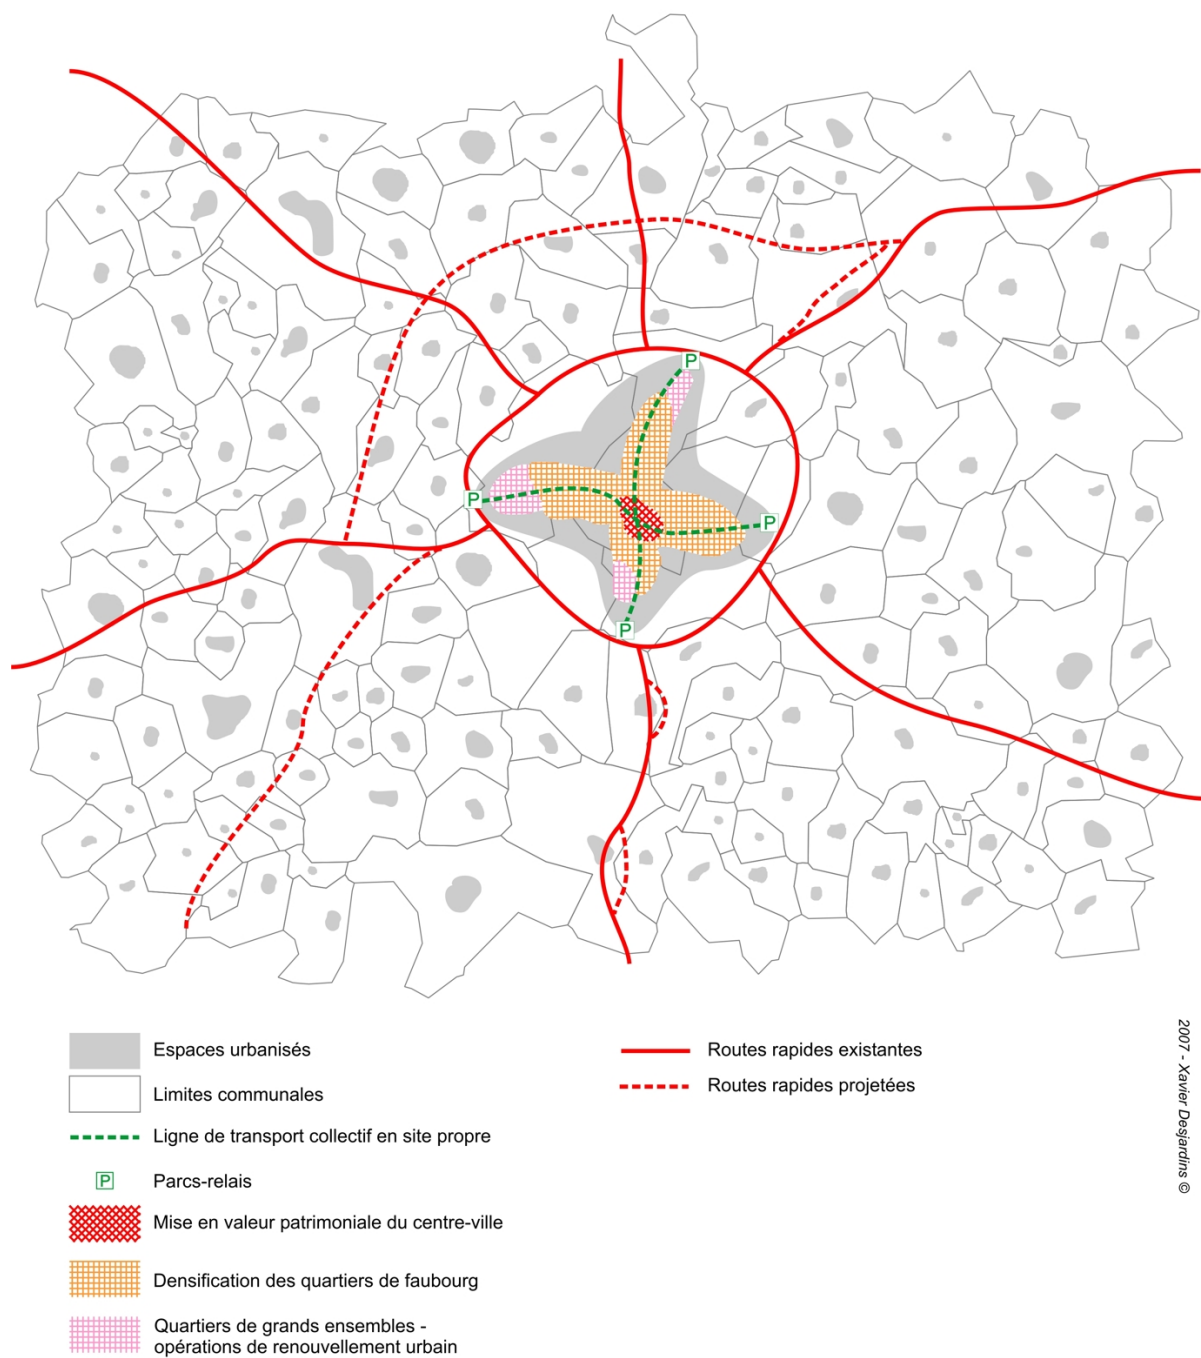 P
P
P
P
Espaces urbanisés
Limites communales
Ligne de transport collectif en site propre
P
Parcs-relais
Mise en valeur patrimoniale du centre-ville
Densification des quartiers de faubourg
Quartiers de grands ensembles -
opérations de renouvellement urbain
Routes rapides existantes
Routes rapides projetées
2007 - Xavier Desjardins ©